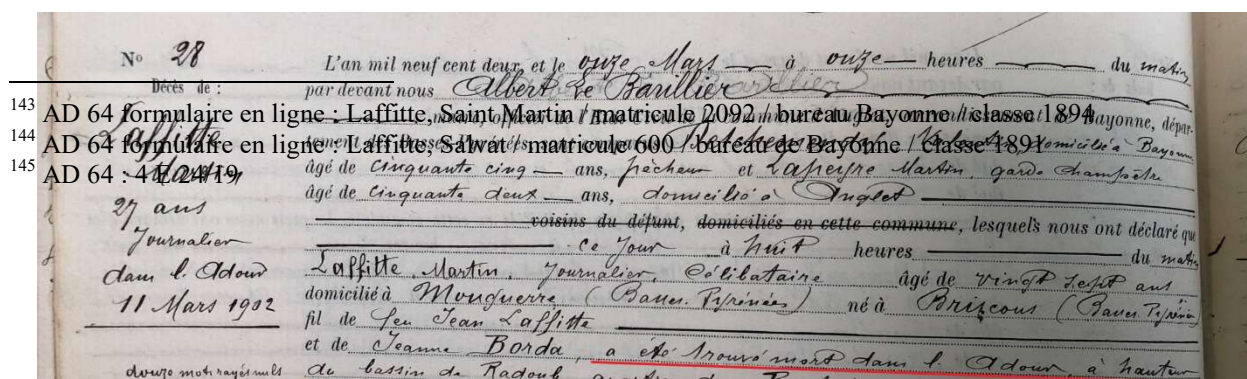 N° 28
Décès de :
Laffitte
Martin
27 ans
Journalier
dans l. Adour
11 Mars 1902
douze mots rayés nuls
L'an mil neuf cent deux, et le onze Mars à onze heures du matin
par devant nous Albert Le Barillier
Bayonne, dépar-
domicilié à Bayonne
âgé de Cinquante cinq ans, pêcheur et Martin, garde Champêtre
âgé de Cinquante deux ans, domicilié à Anglet
voisins du défunt, domiciliés en cette commune, lesquels nous ont déclaré que
ce Jour à huit heures du matin
Laffitte, Martin, Journalier, Célibataire âgé de vingt sept ans
domicilié à Mouguerre (Basses Pyrénées) né à Briscous (Basses Pyrénées)
fil de feu Jean Laffitte
et de Jeanne Borda, a été trouvé mort dans l. Adour, à hauteur
du bassin de Radoub
143 AD 64 formulaire en ligne : Laffitte, Saint Martin / matricule 2092 / bureau Bayonne / classe 1894
144 AD 64 formulaire en ligne : Laffitte, Salvat / matricule 600 / bureau de Bayonne / classe 1891
145 AD 64 : 4 E 24/19